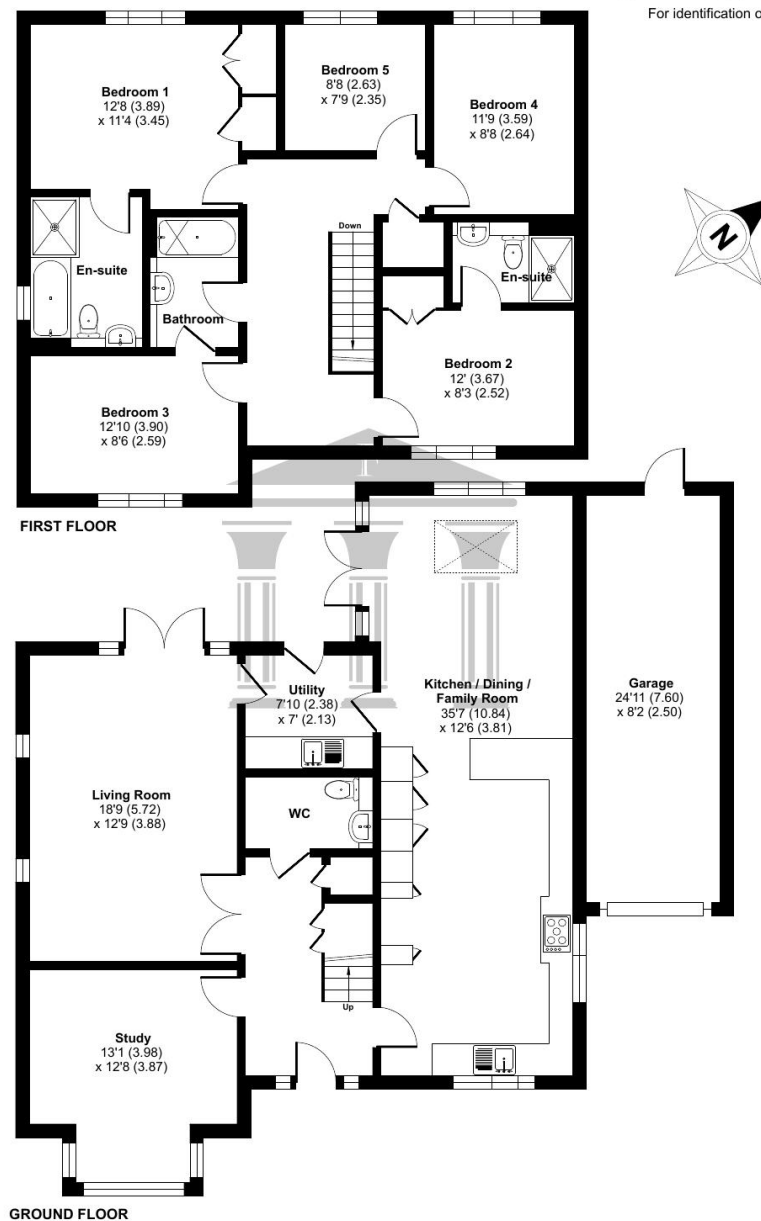 For identification o
Bedroom 1
12'8 (3.89)
x 11'4 (3.45)
Bedroom 5
8'8 (2.63)
x 7'9 (2.35)
Bedroom 4
11'9 (3.59)
x 8'8 (2.64)
N
Down
En-suite
En-suite
Bathroom
Bedroom 2
12' (3.67)
x 8'3 (2.52)
Bedroom 3
12'10 (3.90)
x 8'6 (2.59)
FIRST FLOOR
Utility
7'10 (2.38)
x 7' (2.13)
Kitchen / Dining /
Family Room
35'7 (10.84)
x 12'6 (3.81)
Garage
24'11 (7.60)
x 8'2 (2.50)
Living Room
18'9 (5.72)
x 12'9 (3.88)
WC
Up
Study
13'1 (3.98)
x 12'8 (3.87)
GROUND FLOOR